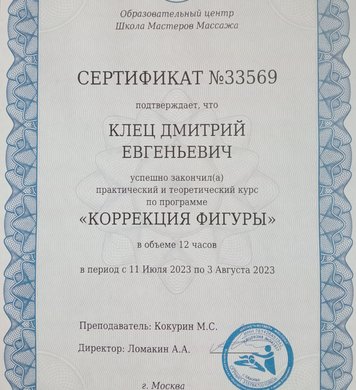 Образовательный центр
Школа Мастеров Массажа
СЕРТИФИКАТ №33569
подтверждает, что
КЛЕЦ ДМИТРИЙ
ЕВГЕНЬЕВИЧ
успешно закончил(а)
практический и теоретический курс
по программе
«КОРРЕКЦИЯ ФИГУРЫ»
в объеме 12 часов
в период с 11 Июля 2023 по 3 Августа 2023
Преподаватель: Кокурин М.С.
Директор: Ломакин А.А.
г. Москва